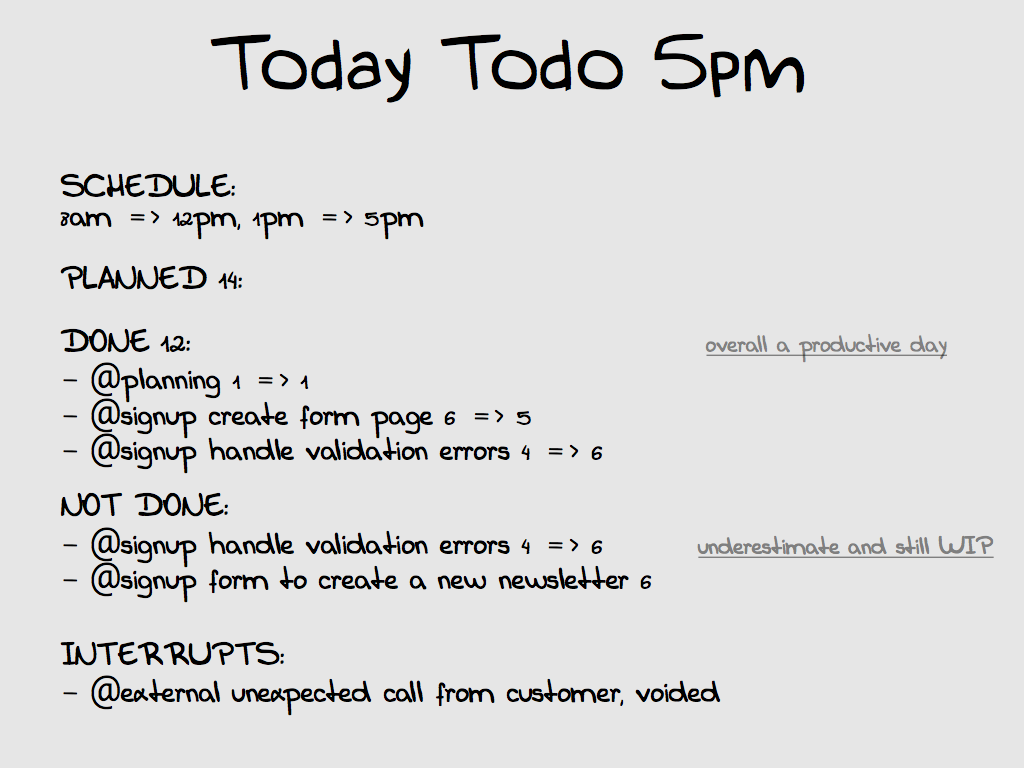 Today Todo 5pm
SCHEDULE:
8am => 12pm, 1pm => 5pm
PLANNED 14:
DONE 12:
overall a productive day
- @planning 1 => 1
- @signup create form page 6 => 5
- @signup handle validation errors 4 => 6
NOT DONE:
- @signup handle validation errors 4 => 6
underestimate and still WIP
- @signup form to create a new newsletter 6
INTERRUPTS:
- @external unexpected call from customer, voided